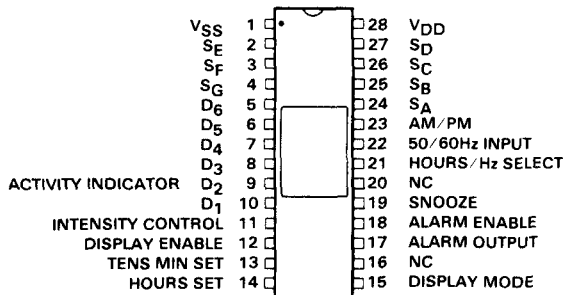 VSS 1 28 VDD
SE 2 27 SD
SF 3 26 SC
SG 4 25 SB
D6 5 24 SA
D5 6 23 AM/PM
D4 7 22 50/60Hz INPUT
D3 8 21 HOURS/Hz SELECT
ACTIVITY INDICATOR D2 9 20 NC
D1 10 19 SNOOZE
INTENSITY CONTROL 11 18 ALARM ENABLE
DISPLAY ENABLE 12 17 ALARM OUTPUT
TENS MIN SET 13 16 NC
HOURS SET 14 15 DISPLAY MODE